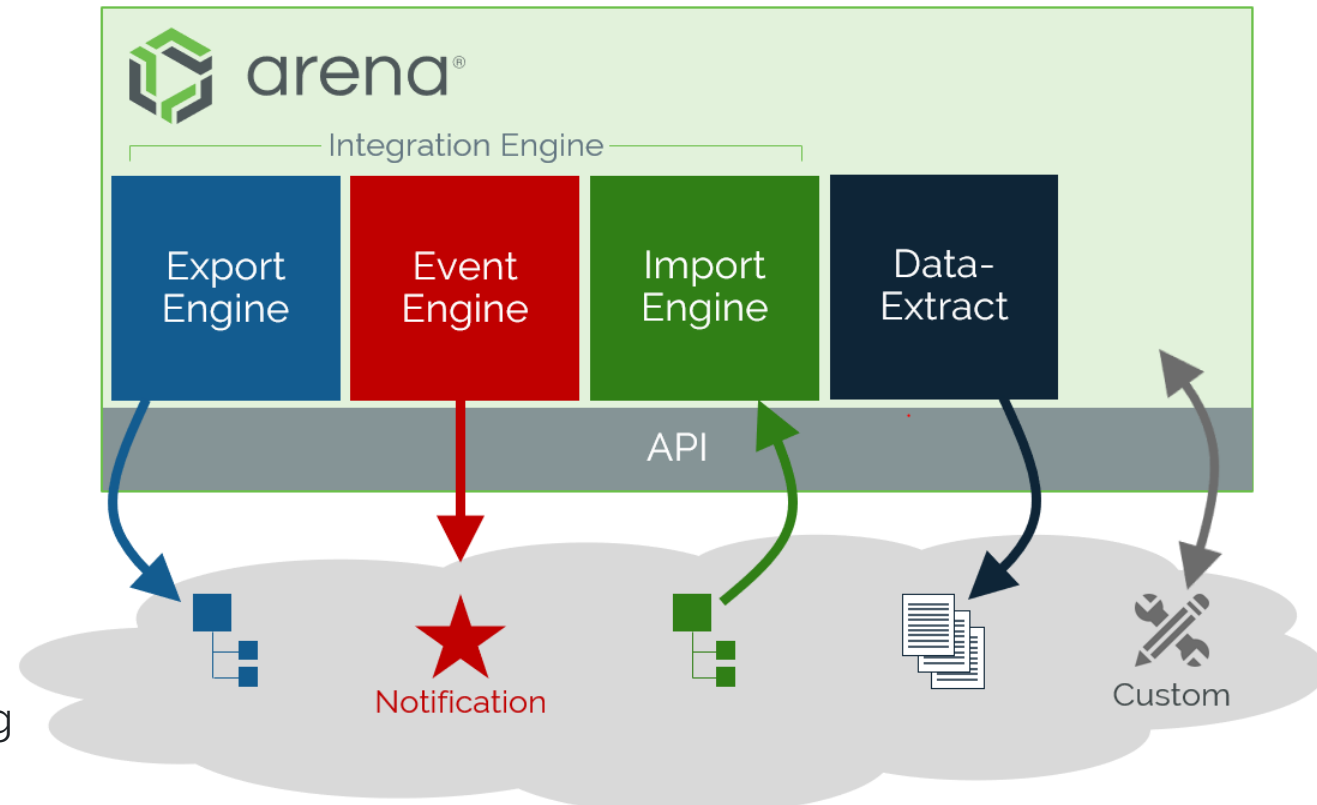 arena®
Integration Engine
Export
Engine
Event
Engine
Import
Engine
Data-
Extract
API
Notification
Custom
g